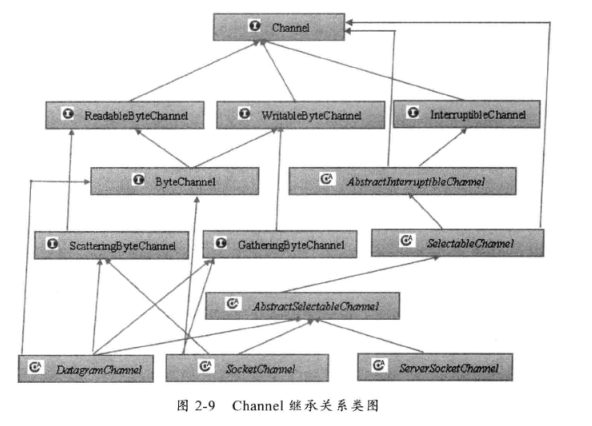 Channel
ReadableByteChannel
WritableByteChannel
InterruptibleChannel
ByteChannel
AbstractInterruptibleChannel
ScatteringByteChannel
GatheringByteChannel
SelectableChannel
AbstractSelectableChannel
DatagramChannel
SocketChannel
ServerSocketChannel
图 2-9 Channel 继承关系类图